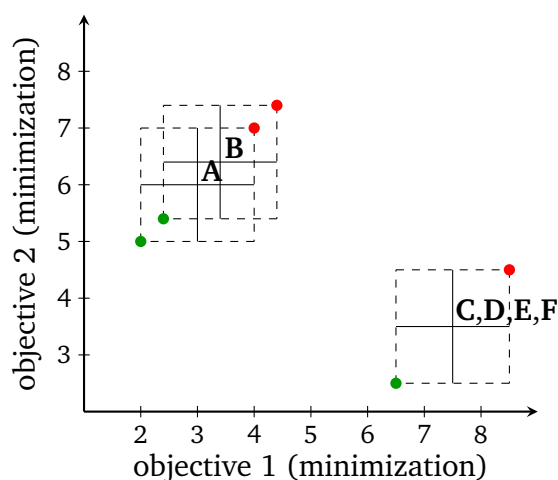 objective 2 (minimization)
8
7
6
5
4
3
B
A
C,D,E,F
2 3 4 5 6 7 8
objective 1 (minimization)